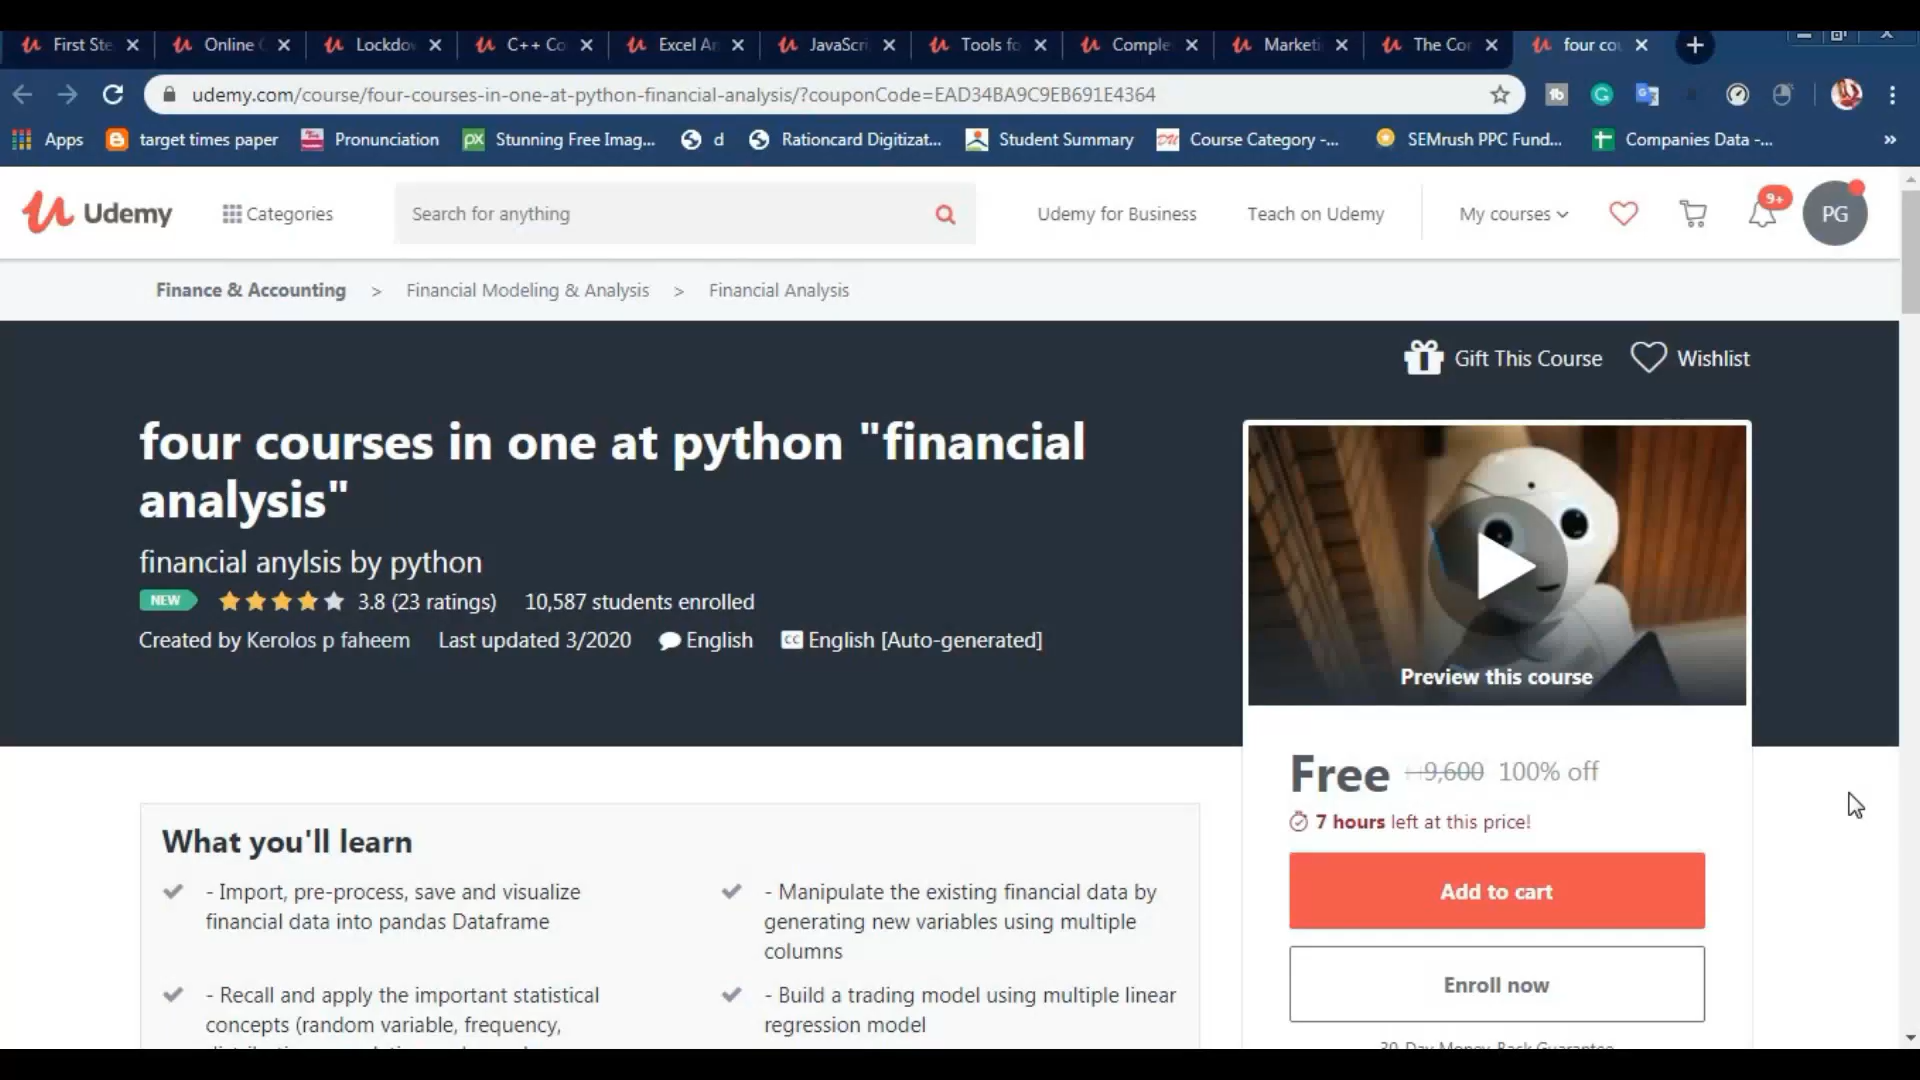 First Ste
Online
Lockdo
C++ Co
Excel An
JavaScri
Tools fo
Comple
Marketi
The Cor
four cou
udemy.com/course/four-courses-in-one-at-python-financial-analysis/?couponCode=EAD34BA9C9EB691E4364
Apps
target times paper
Pronunciation
Stunning Free Imag...
d
Rationcard Digitizat...
Student Summary
Course Category -...
SEMrush PPC Fund...
Companies Data -...
Udemy
Categories
Search for anything
Udemy for Business
Teach on Udemy
My courses
9+
PG
Finance & Accounting > Financial Modeling & Analysis > Financial Analysis
Gift This Course
Wishlist
four courses in one at python "financial
analysis"
financial anylsis by python
NEW 3.8 (23 ratings) 10,587 students enrolled
Created by Kerolos p faheem Last updated 3/2020 English CC English [Auto-generated]
Preview this course
Free 9,600 100% off
7 hours left at this price!
Add to cart
Enroll now
30-Day Money-Back Guarantee
What you'll learn
- Import, pre-process, save and visualize
financial data into pandas Dataframe
- Manipulate the existing financial data by
generating new variables using multiple
columns
- Recall and apply the important statistical
concepts (random variable, frequency,
- Build a trading model using multiple linear
regression model